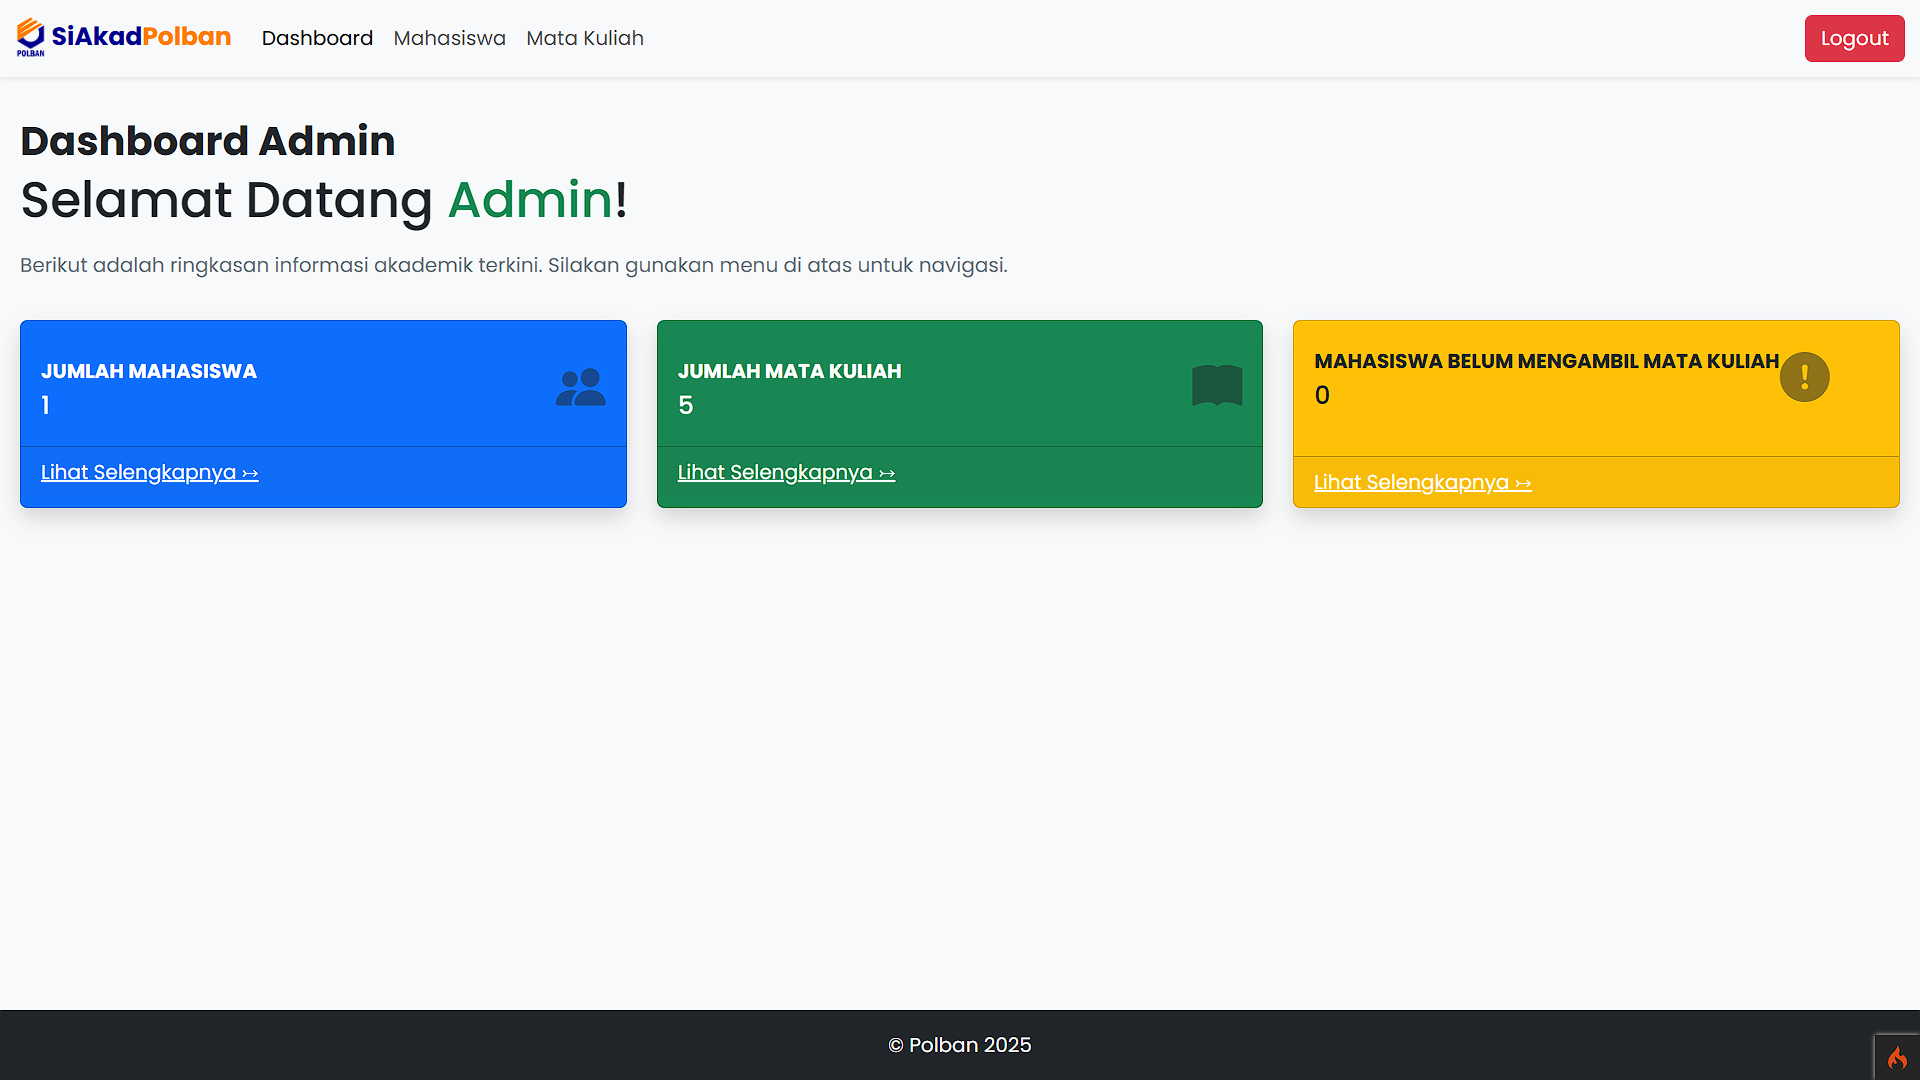 POLBAN
SiAkadPolban
Dashboard
Mahasiswa
Mata Kuliah
Logout
Dashboard Admin
Selamat Datang Admin!
Berikut adalah ringkasan informasi akademik terkini. Silakan gunakan menu di atas untuk navigasi.
JUMLAH MAHASISWA
1
Lihat Selengkapnya ↣
JUMLAH MATA KULIAH
5
Lihat Selengkapnya ↣
MAHASISWA BELUM MENGAMBIL MATA KULIAH
0
Lihat Selengkapnya ↣
© Polban 2025